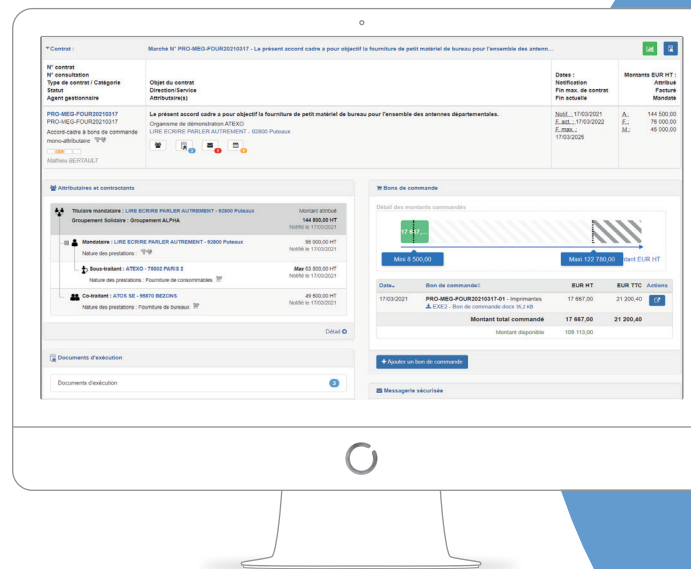 Contrat :
Marché N° PRO-MEG-FOUR20210317 - Le présent accord cadre a pour objectif la fourniture de petit matériel de bureau pour l'ensemble des antenn...
N° contrat
N° consultation
Type de contrat / Catégorie
Statut
Agent gestionnaire
Objet du contrat
Direction/Service
Attributaire(s)
Dates :
Notification
Fin max. de contrat
Fin actuelle
Montants EUR HT :
Attribué
Facturé
Mandaté
PRO-MEG-FOUR20210317
PRO-MEG-FOUR20210317
Accord-cadre à bons de commande
mono-attributaire
Mathieu BERTAULT
Le présent accord cadre a pour objectif la fourniture de petit matériel de bureau pour l'ensemble des antennes départementales.
Organisme de démonstration ATEXO
LIRE ECRIRE PARLER AUTREMENT - 92800 Puteaux
Notif. : 17/03/2021
F. act. : 17/03/2022
F. max. :
17/03/2025
A : 144 500,00
F : 76 000,00
M : 45 000,00
Attributaires et contractants
Titulaire mandataire : LIRE ECRIRE PARLER AUTREMENT - 92800 Puteaux
Groupement Solidaire : Groupement ALPHA
Montant attribué
144 500,00 HT
Notifié le 17/03/2021
Mandataire : LIRE ECRIRE PARLER AUTREMENT - 92800 Puteaux
Nature des prestations :
95 000,00 HT
Notifié le 17/03/2021
Sous-traitant : ATEXO - 75002 PARIS 2
Nature des prestations : Fourniture de consommables
Max 63 500,00 HT
Notifié le 17/03/2021
Co-traitant : ATOS SE - 95870 BEZONS
Nature des prestations : Fourniture de bureaux
49 500,00 HT
Notifié le 17/03/2021
Détail
Documents d'exécution
Documents d'exécution
3
Bons de commande
Détail des montants commandés
17 667,...
Mini 8 500,00
Maxi 122 780,00
tant EUR HT
Date
Bon de commande
EUR HT
EUR TTC
Actions
17/03/2021
PRO-MEG-FOUR20210317-01 - Imprimantes
17 667,00
21 200,40
EXE2 - Bon de commande.docx 35,2 KB
Montant total commandé
17 667,00
21 200,40
Montant disponible
105 113,00
+ Ajouter un bon de commande
Messagerie sécurisée